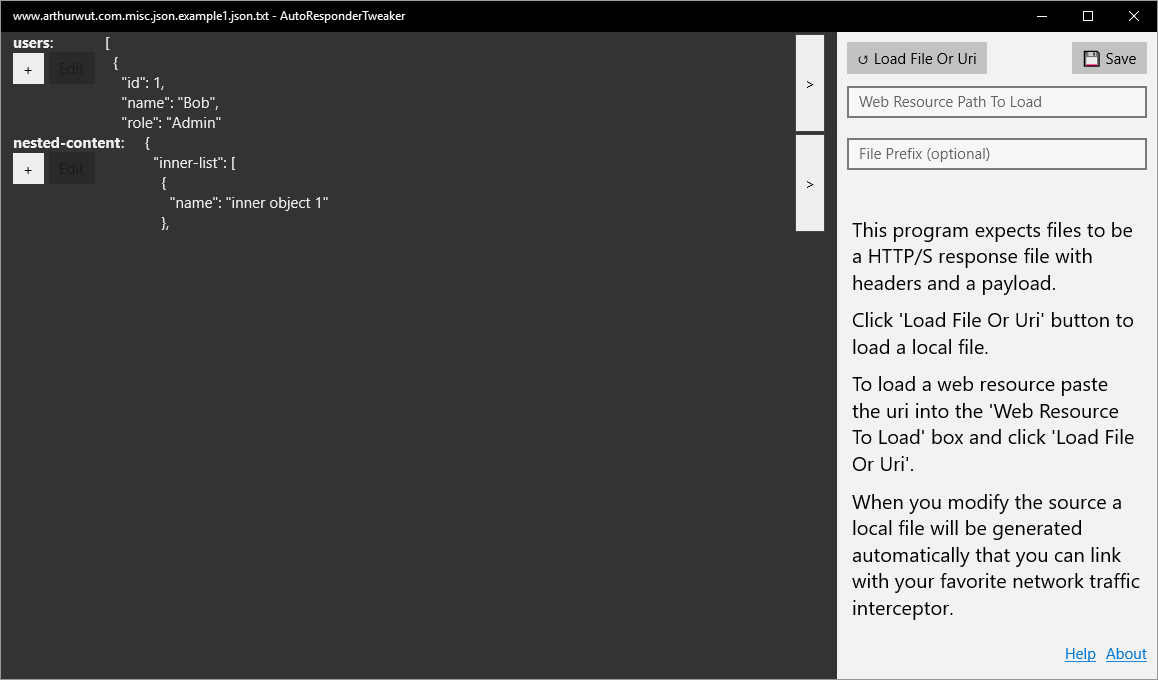 www.arthurwut.com.misc.json.example1.json.txt - AutoResponderTweaker
users: [
+ Edit
{
"id": 1,
"name": "Bob",
"role": "Admin"
>
nested-content: {
+ Edit
"inner-list": [
{
"name": "inner object 1"
},
>
↺ Load File Or Uri
Save
Web Resource Path To Load
File Prefix (optional)
This program expects files to be
a HTTP/S response file with
headers and a payload.
Click 'Load File Or Uri' button to
load a local file.
To load a web resource paste
the uri into the 'Web Resource
To Load' box and click 'Load File
Or Uri'.
When you modify the source a
local file will be generated
automatically that you can link
with your favorite network traffic
interceptor.
Help About